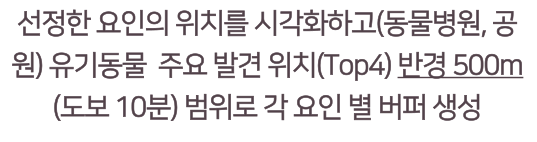 선정한 요인의 위치를 시각화하고(동물병원, 공
원) 유기동물  주요 발견 위치(Top4) 반경 500m
(도보 10분) 범위로 각 요인 별 버퍼 생성